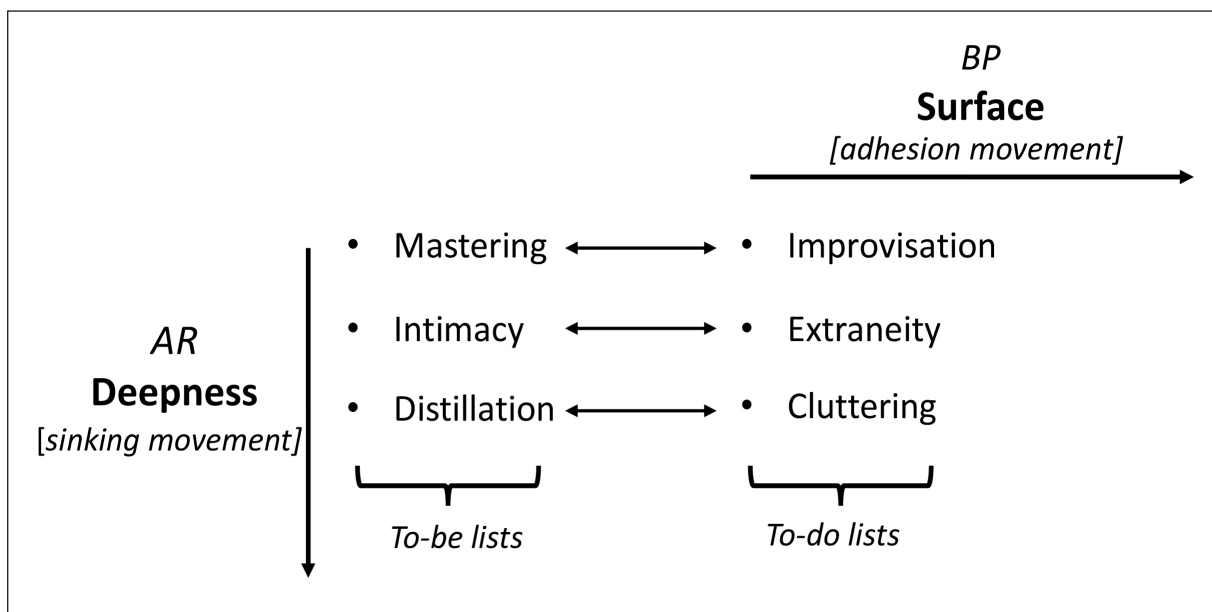 BP
Surface
[adhesion movement]
• Mastering
• Improvisation
• Intimacy
• Extraneity
AR
Deepness
[sinking movement]
• Distillation
• Cluttering
To-be lists
To-do lists